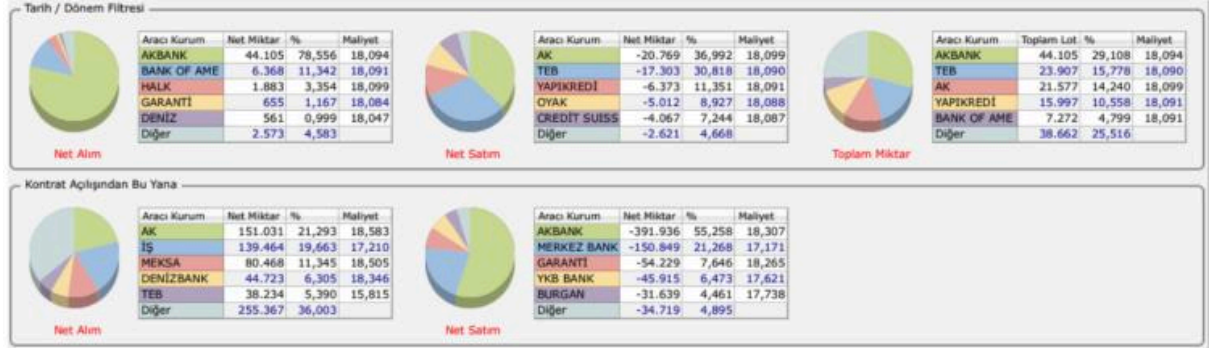 Tarih / Dönem Filtresi
Aracı Kurum Net Miktar % Maliyet
AKBANK 44.105 78,556 18,094
BANK OF AME 6.368 11,342 18,091
HALK 1.883 3,354 18,099
GARANTİ 655 1,167 18,084
DENİZ 561 0,999 18,047
Diğer 2.573 4,583
Net Alım
Aracı Kurum Net Miktar % Maliyet
AK -20.769 36,992 18,099
TEB -17.303 30,818 18,090
YAPIKREDİ -6.373 11,351 18,091
OYAK -5.012 8,927 18,088
CREDİT SUISS -4.067 7,244 18,087
Diğer -2.621 4,668
Net Satım
Aracı Kurum Toplam Lot % Maliyet
AKBANK 44.105 29,108 18,094
TEB 23.907 15,778 18,090
AK 21.577 14,240 18,099
YAPIKREDİ 15.997 10,558 18,091
BANK OF AME 7.272 4,799 18,091
Diğer 38.662 25,516
Toplam Miktar
Kontrat Açılışından Bu Yana
Aracı Kurum Net Miktar % Maliyet
AK 151.031 21,293 18,583
İŞ 139.464 19,663 17,210
MEKSA 80.468 11,345 18,505
DENİZBANK 44.723 6,305 18,346
TEB 38.234 5,390 15,815
Diğer 255.367 36,003
Net Alım
Aracı Kurum Net Miktar % Maliyet
AKBANK -391.936 55,258 18,307
MERKEZ BANK -150.849 21,268 17,171
GARANTİ -54.229 7,646 18,265
YKB BANK -45.915 6,473 17,621
BURGAN -31.639 4,461 17,738
Diğer -34.719 4,895
Net Satım